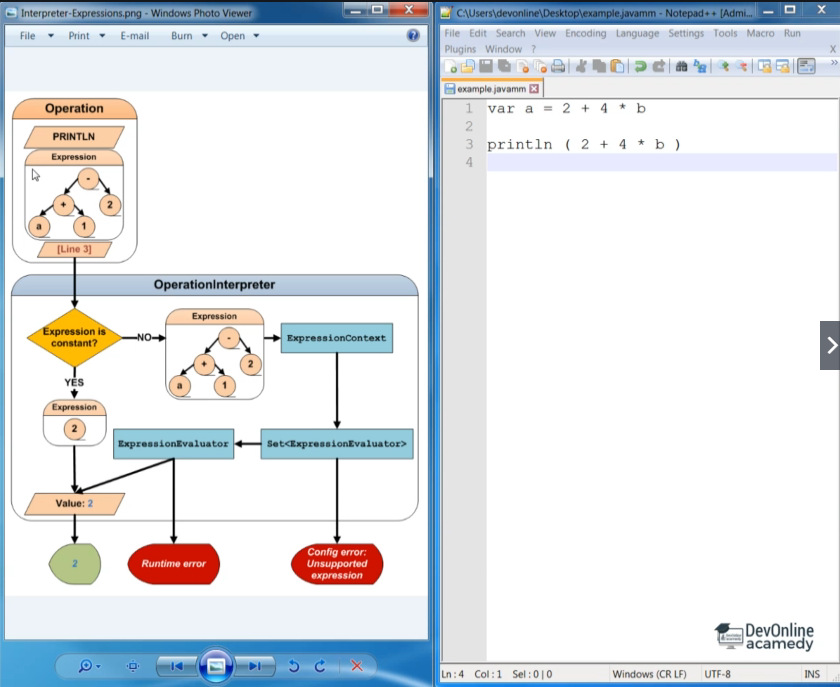 Interpreter-Expressions.png - Windows Photo Viewer
File Print E-mail Burn Open
Operation
PRINTLN
Expression
-
+ 2
a 1
[Line 3]
OperationInterpreter
Expression is
constant?
NO
YES
Expression
-
+ 2
a 1
ExpressionContext
Expression
2
ExpressionEvaluator
Set<ExpressionEvaluator>
Value: 2
2
Runtime error
Config error:
Unsupported
expression
C:\Users\devonline\Desktop\example.javamm - Notepad++ [Admi...
File Edit Search View Encoding Language Settings Tools Macro Run
Plugins Window ? X
example.javamm
1 var a = 2 + 4 * b
2
3 println ( 2 + 4 * b )
4
DevOnline
acamedy
Ln:4 Col:1 Sel:0|0 Windows (CR LF) UTF-8 INS